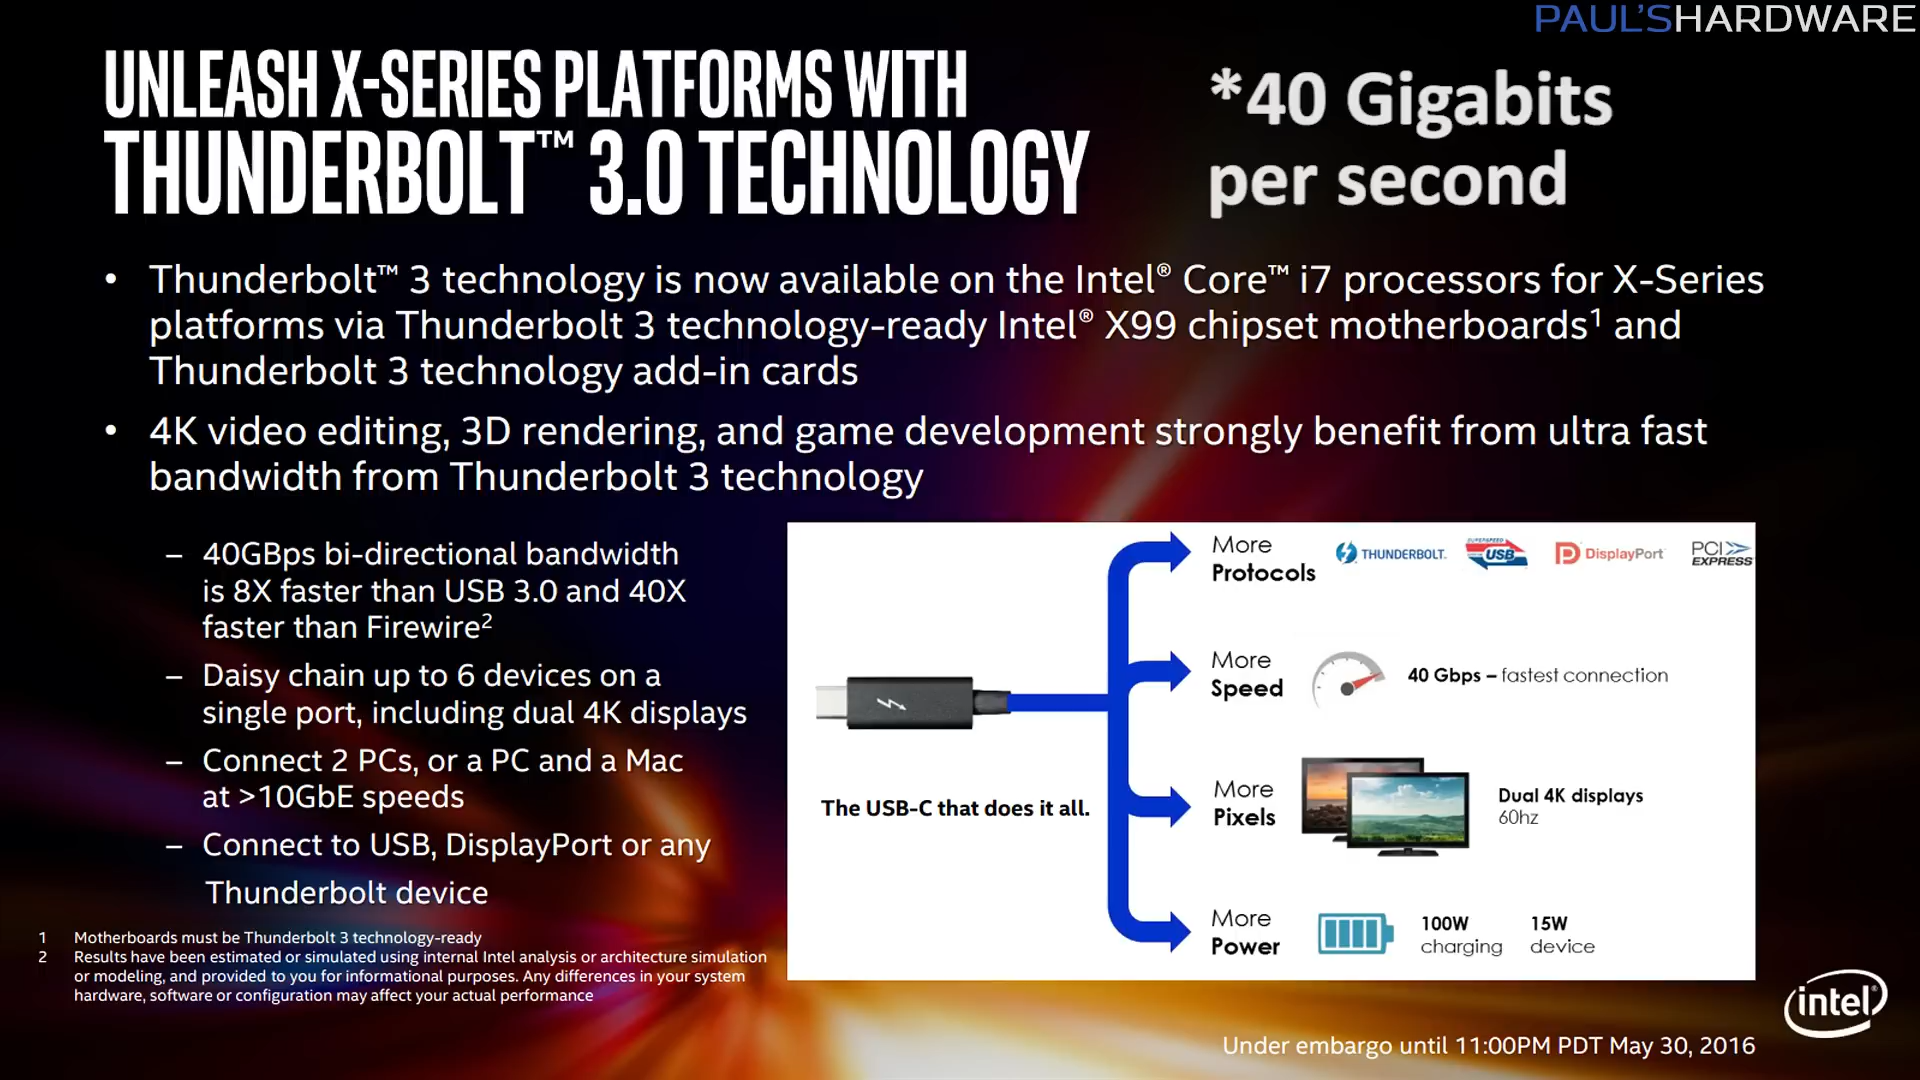 PAUL'SHARDWARE
UNLEASH X-SERIES PLATFORMS WITH
THUNDERBOLT™ 3.0 TECHNOLOGY
*40 Gigabits
per second
• Thunderbolt™ 3 technology is now available on the Intel® Core™ i7 processors for X-Series
platforms via Thunderbolt 3 technology-ready Intel® X99 chipset motherboards¹ and
Thunderbolt 3 technology add-in cards
• 4K video editing, 3D rendering, and game development strongly benefit from ultra fast
bandwidth from Thunderbolt 3 technology
– 40GBps bi-directional bandwidth
is 8X faster than USB 3.0 and 40X
faster than Firewire²
– Daisy chain up to 6 devices on a
single port, including dual 4K displays
– Connect 2 PCs, or a PC and a Mac
at >10GbE speeds
– Connect to USB, DisplayPort or any
Thunderbolt device
The USB-C that does it all.
More
Protocols
THUNDERBOLT™
SUPERSPEED
USB
DisplayPort
PCI
EXPRESS
More
Speed
40 Gbps – fastest connection
More
Pixels
Dual 4K displays
60hz
More
Power
100W
charging
15W
device
1 Motherboards must be Thunderbolt 3 technology-ready
2 Results have been estimated or simulated using internal Intel analysis or architecture simulation
or modeling, and provided to you for informational purposes. Any differences in your system
hardware, software or configuration may affect your actual performance
intel®
Under embargo until 11:00PM PDT May 30, 2016